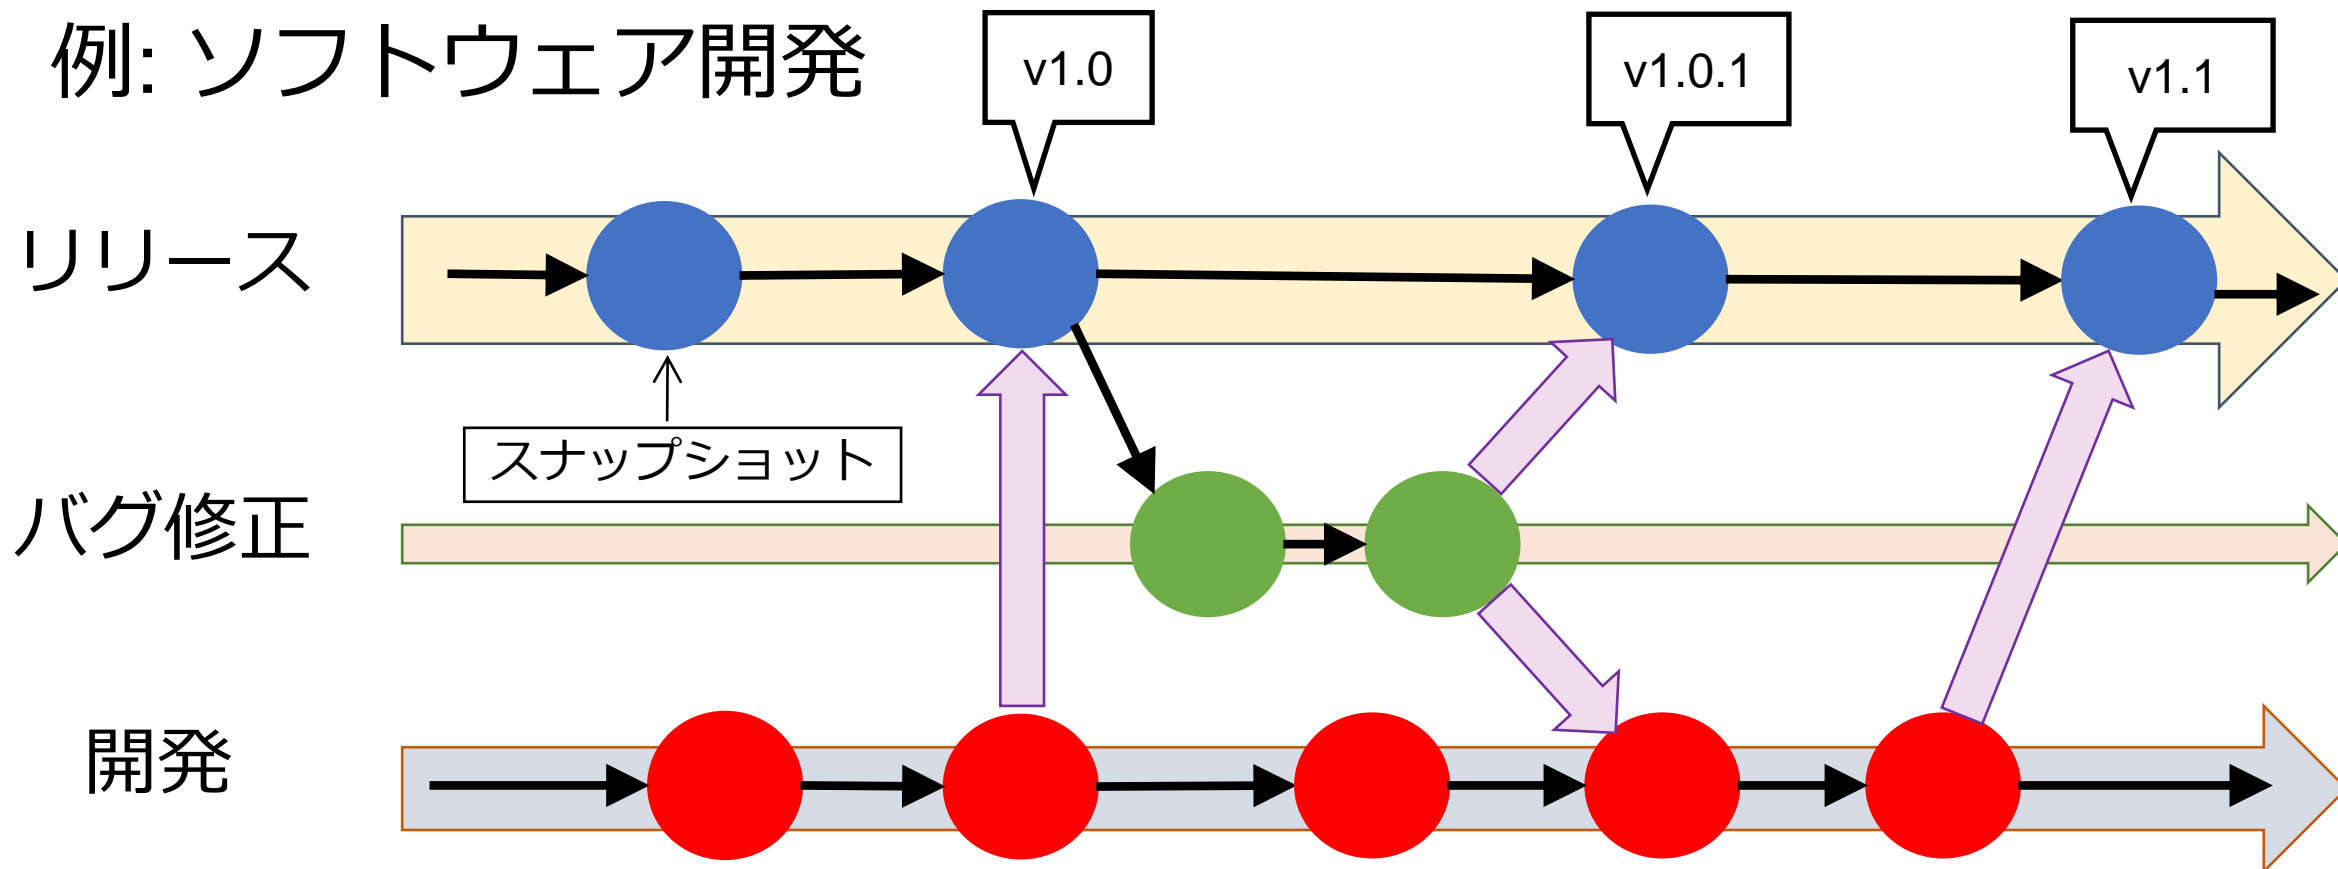 例: ソフトウェア開発
v1.0
v1.0.1
v1.1
リリース
スナップショット
バグ修正
開発